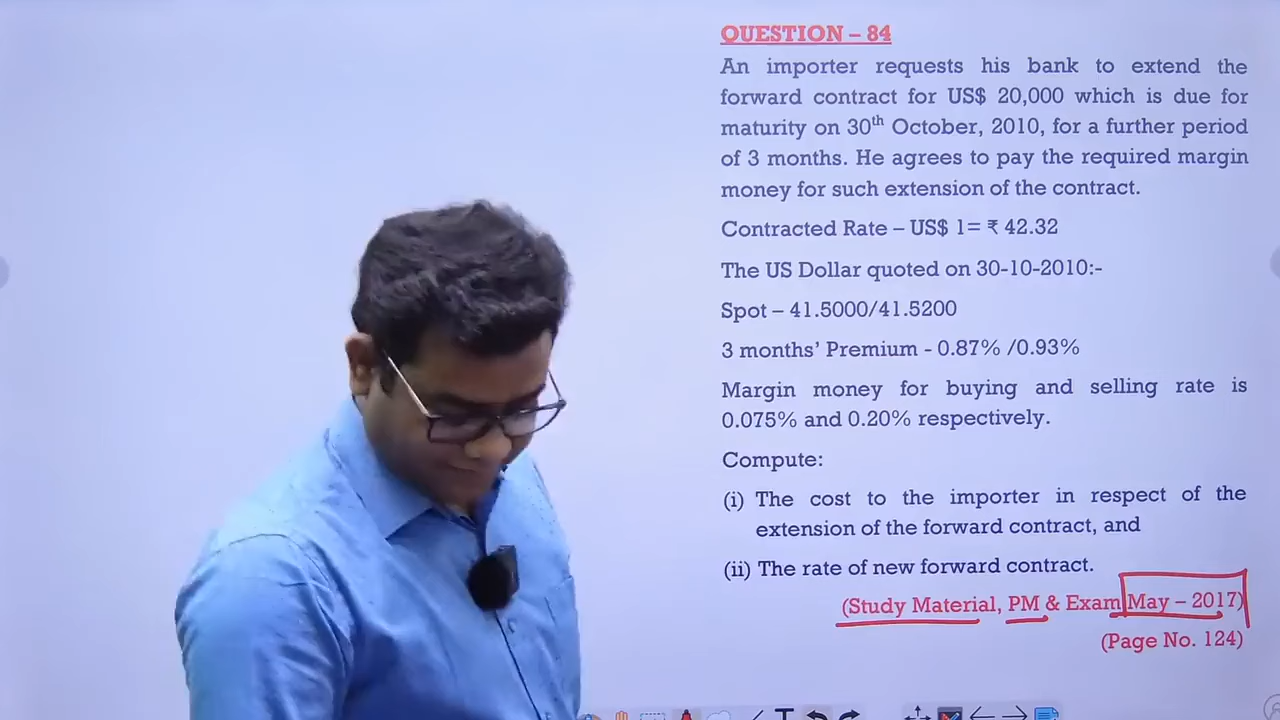 QUESTION – 84
An importer requests his bank to extend the
forward contract for US$ 20,000 which is due for
maturity on 30th October, 2010, for a further period
of 3 months. He agrees to pay the required margin
money for such extension of the contract.
Contracted Rate – US$ 1= ₹ 42.32
The US Dollar quoted on 30-10-2010:-
Spot – 41.5000/41.5200
3 months’ Premium - 0.87% /0.93%
Margin money for buying and selling rate is
0.075% and 0.20% respectively.
Compute:
(i) The cost to the importer in respect of the
extension of the forward contract, and
(ii) The rate of new forward contract.
(Study Material, PM & Exam May – 2017)
(Page No. 124)
T